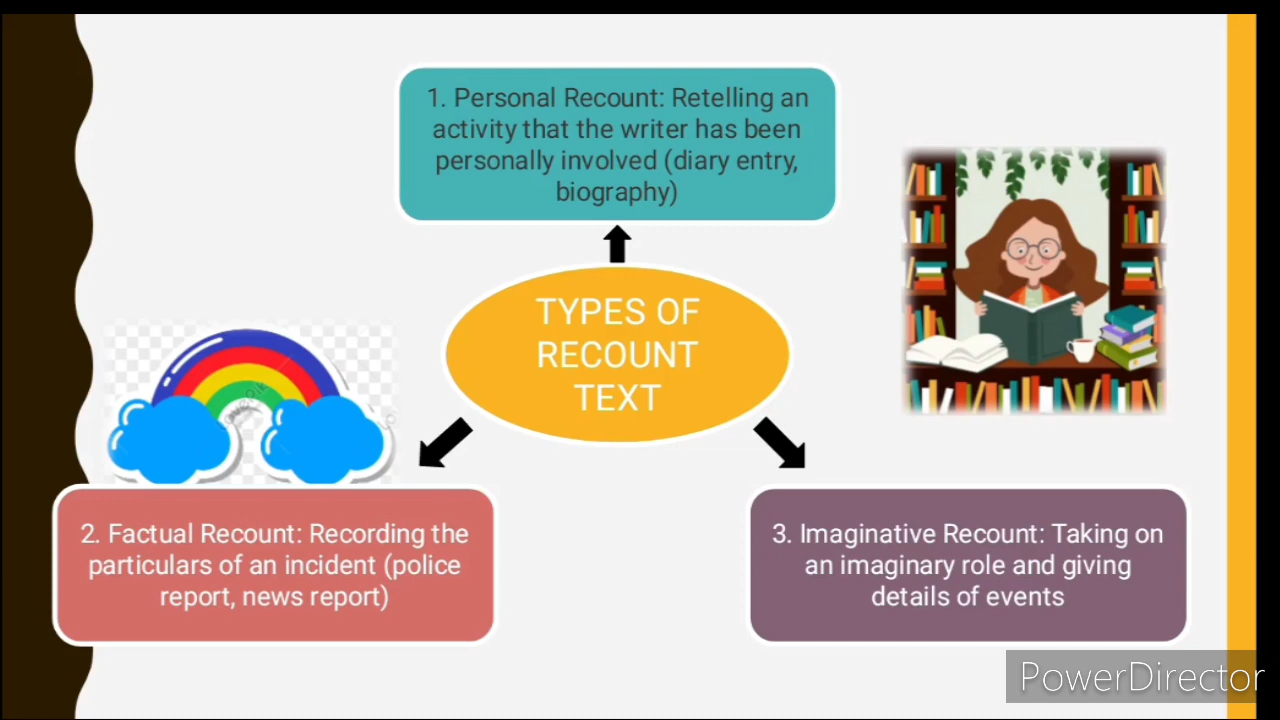 1. Personal Recount: Retelling an
activity that the writer has been
personally involved (diary entry,
biography)
TYPES OF
RECOUNT
TEXT
2. Factual Recount: Recording the
particulars of an incident (police
report, news report)
3. Imaginative Recount: Taking on
an imaginary role and giving
details of events
PowerDirector